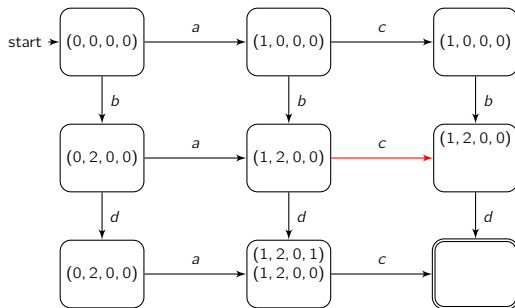 a c
start (0, 0, 0, 0) (1, 0, 0, 0) (1, 0, 0, 0)
b b b
a c (1, 2, 0, 0)
(0, 2, 0, 0) (1, 2, 0, 0)
d d d
(1, 2, 0, 1)
a c
(0, 2, 0, 0) (1, 2, 0, 0)